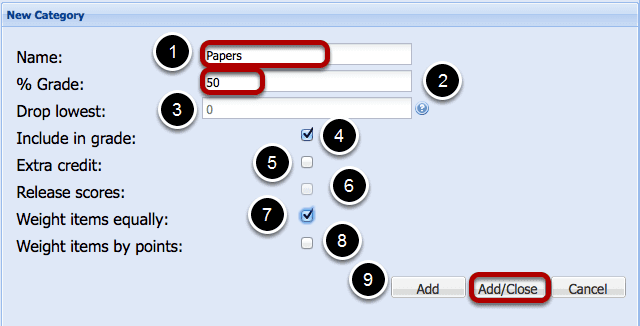 New Category
Name: 1 Papers
% Grade: 50 2
Drop lowest: 3 0 ?
Include in grade: 4
Extra credit: 5
Release scores: 6
Weight items equally: 7
Weight items by points: 8
9 Add Add/Close Cancel